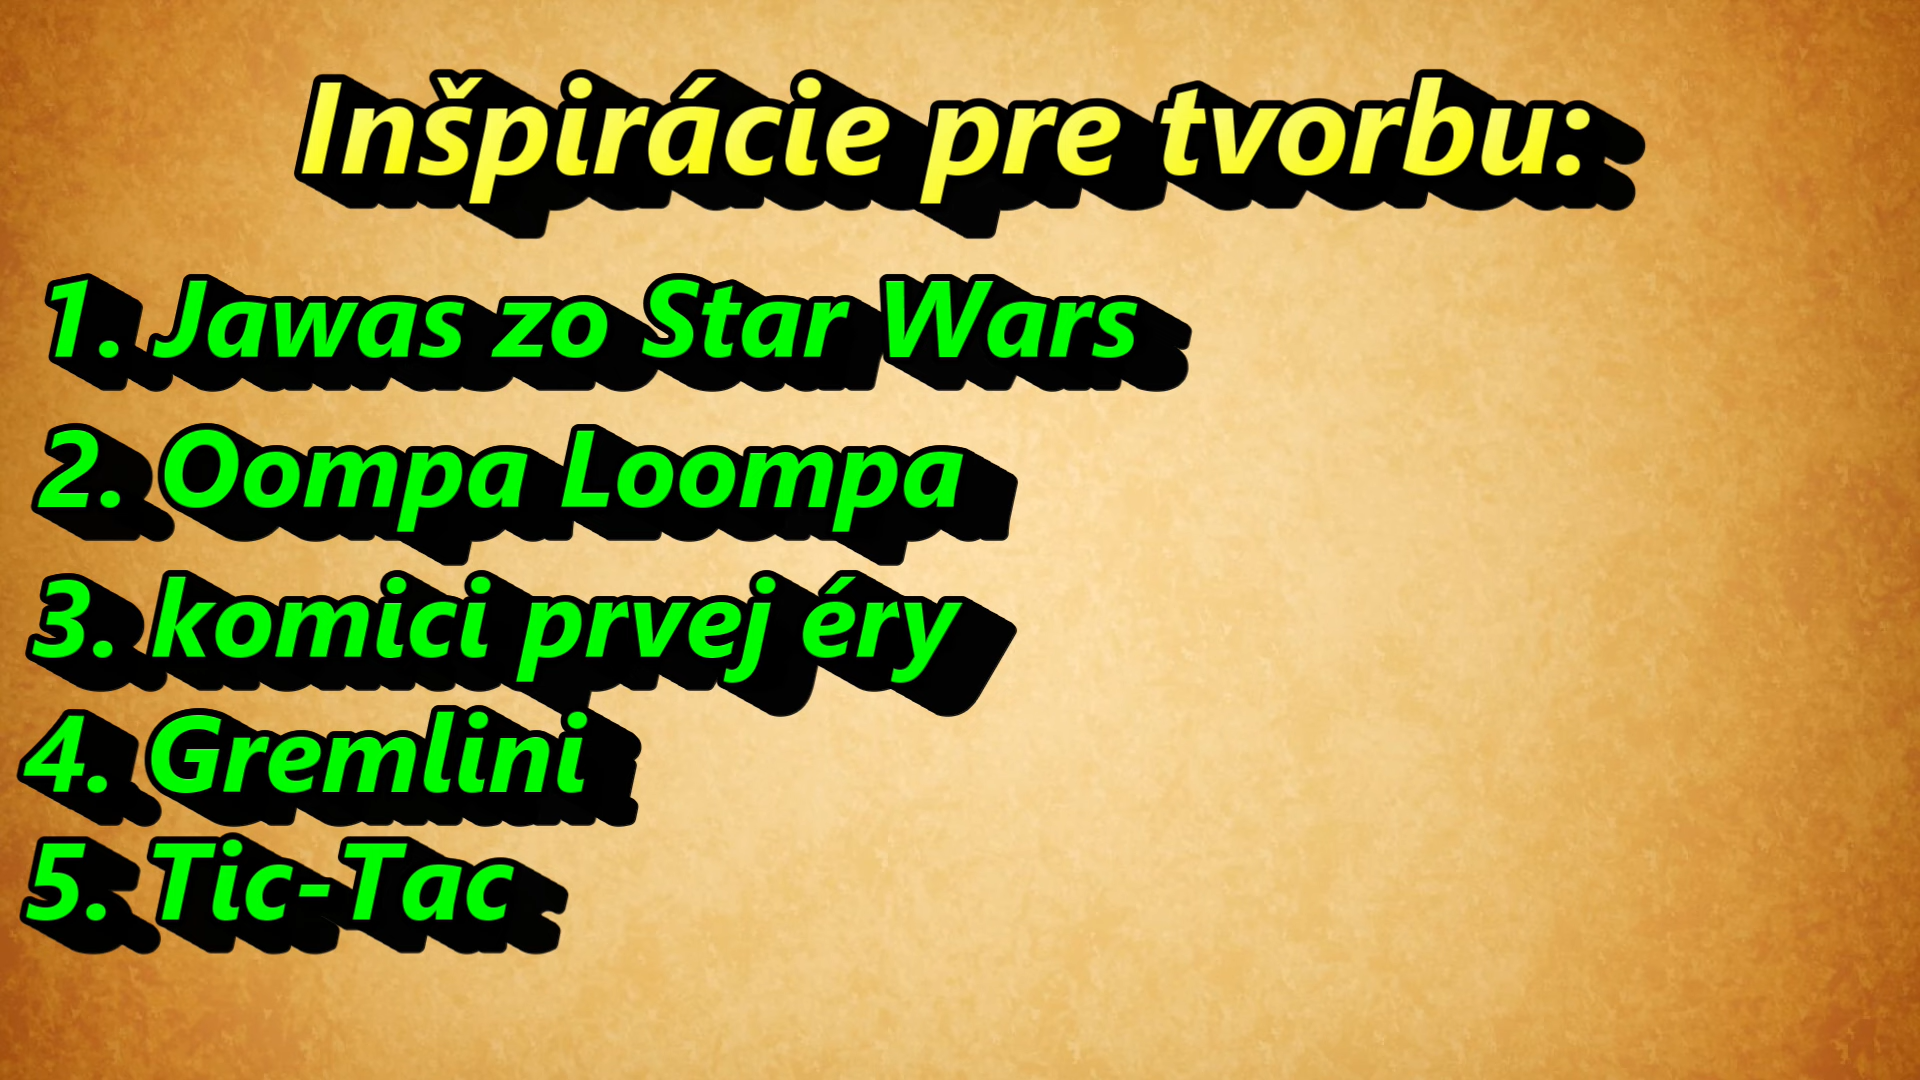 Inšpirácie pre tvorbu:
1. Jawas zo Star Wars
2. Oompa Loompa
3. komici prvej éry
4. Gremlini
5. Tic-Tac